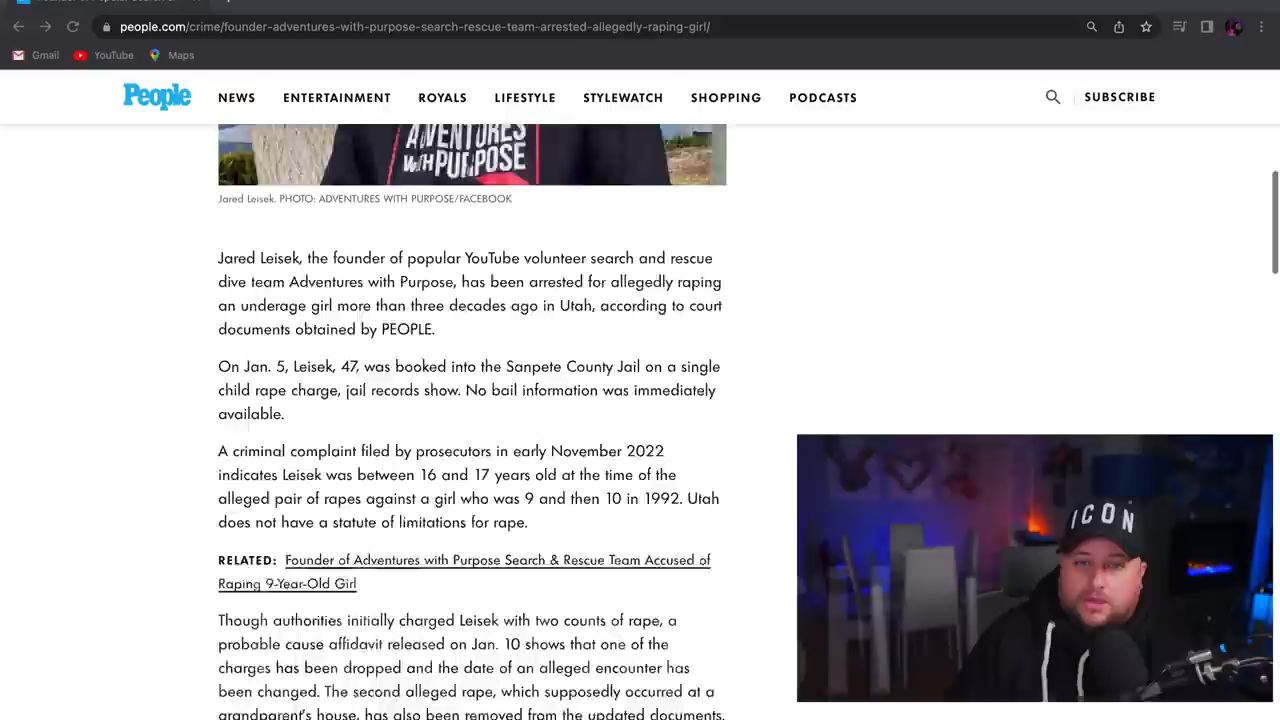 people.com/crime/founder-adventures-with-purpose-search-rescue-team-arrested-allegedly-raping-girl/
Gmail YouTube Maps
People NEWS ENTERTAINMENT ROYALS LIFESTYLE STYLEWATCH SHOPPING PODCASTS SUBSCRIBE
ADVENTURES
WITH PURPOSE
Jared Leisek. PHOTO: ADVENTURES WITH PURPOSE/FACEBOOK
Jared Leisek, the founder of popular YouTube volunteer search and rescue
dive team Adventures with Purpose, has been arrested for allegedly raping
an underage girl more than three decades ago in Utah, according to court
documents obtained by PEOPLE.
On Jan. 5, Leisek, 47, was booked into the Sanpete County Jail on a single
child rape charge, jail records show. No bail information was immediately
available.
A criminal complaint filed by prosecutors in early November 2022
indicates Leisek was between 16 and 17 years old at the time of the
alleged pair of rapes against a girl who was 9 and then 10 in 1992. Utah
does not have a statute of limitations for rape.
RELATED: Founder of Adventures with Purpose Search & Rescue Team Accused of
Raping 9-Year-Old Girl
Though authorities initially charged Leisek with two counts of rape, a
probable cause affidavit released on Jan. 10 shows that one of the
charges has been dropped and the date of an alleged encounter has
been changed. The second alleged rape, which supposedly occurred at a
grandparent's house, has also been removed from the updated documents.
ICON